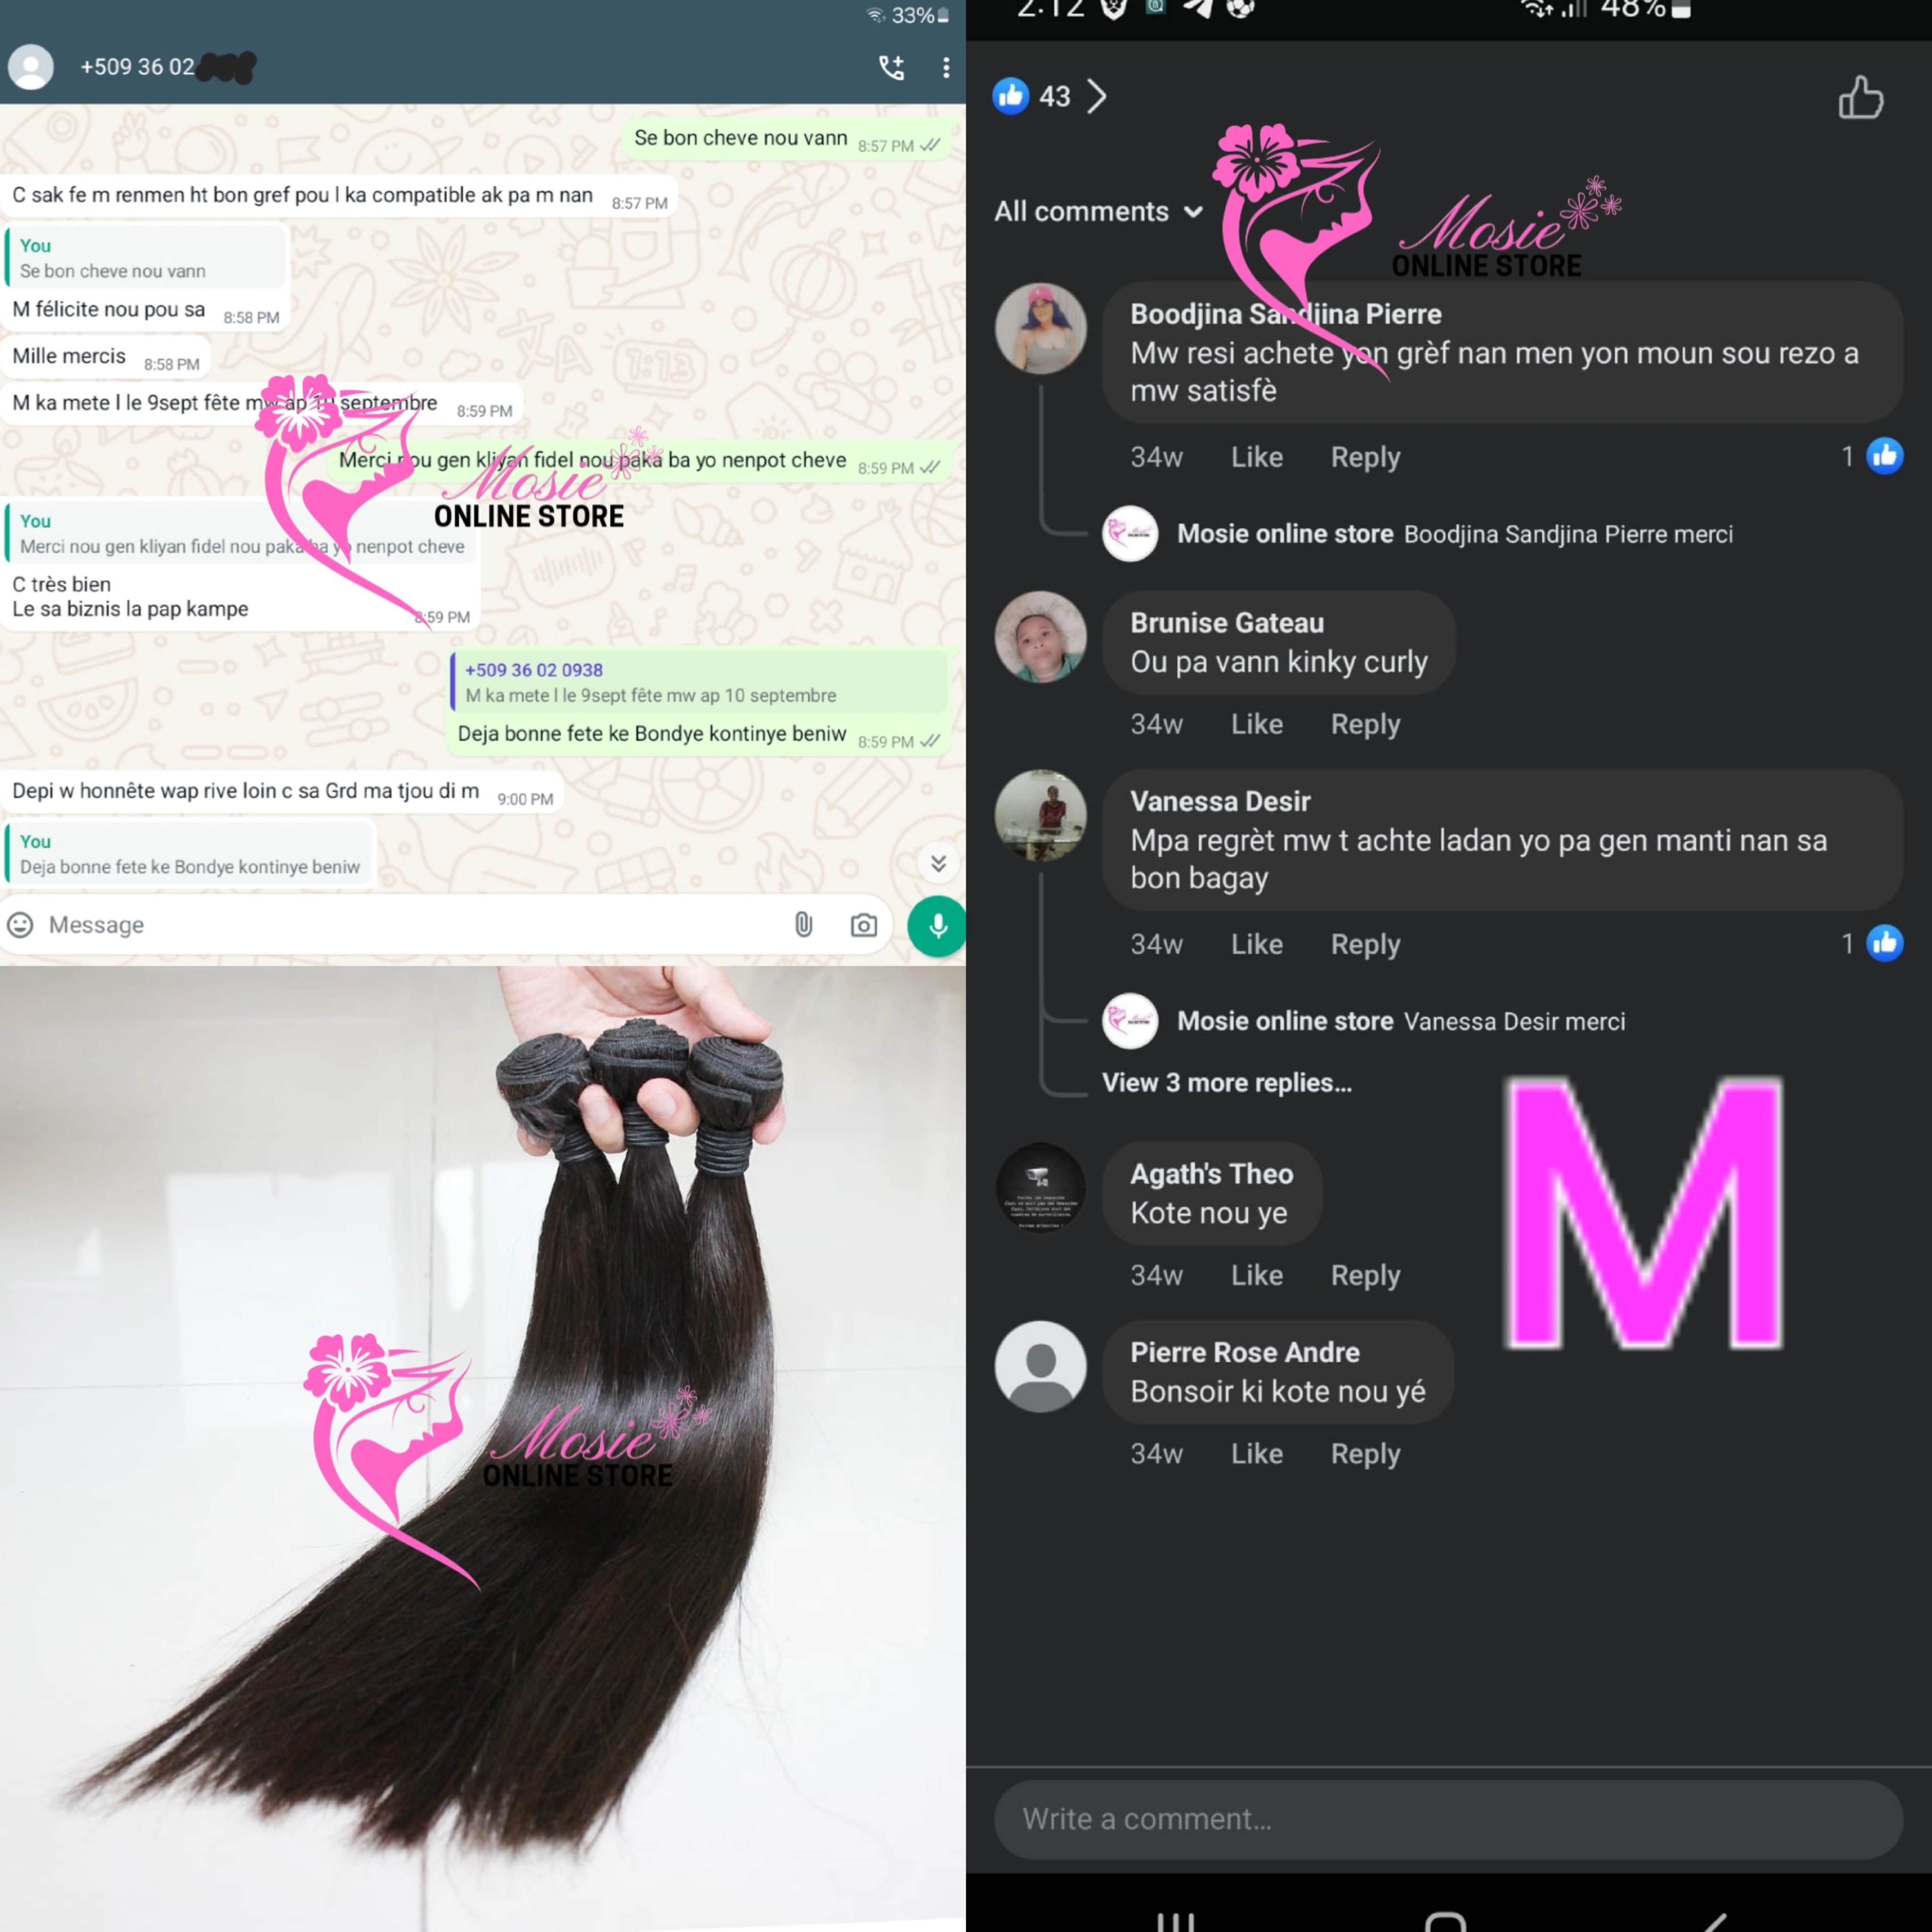 33%
+509 36 02
Se bon cheve nou vann 8:57 PM
C sak fe m renmen ht bon gref pou l ka compatible ak pa m nan 8:57 PM
You
Se bon cheve nou vann
M félicite nou pou sa 8:58 PM
Mille mercis 8:58 PM
M ka mete l le 9sept fête mw ap 10 septembre 8:59 PM
Merci nou gen kliyan fidel nou paka ba yo nenpot cheve 8:59 PM
Mosie
ONLINE STORE
You
Merci nou gen kliyan fidel nou paka ba yo nenpot cheve
C très bien
Le sa biznis la pap kampe
8:59 PM
+509 36 02 0938
M ka mete l le 9sept fête mw ap 10 septembre
Deja bonne fete ke Bondye kontinye beniw 8:59 PM
Depi w honnête wap rive loin c sa Grd ma tjou di m 9:00 PM
You
Deja bonne fete ke Bondye kontinye beniw
Message
Mosie
ONLINE STORE
2:12 48%
43
All comments
Mosie
ONLINE STORE
Boodjina Sandjina Pierre
Mw resi achete yon grèf nan men yon moun sou rezo a
mw satisfè
34w Like Reply 1
Mosie online store Boodjina Sandjina Pierre merci
Brunise Gateau
Ou pa vann kinky curly
34w Like Reply
Vanessa Desir
Mpa regrèt mw t achte ladan yo pa gen manti nan sa
bon bagay
34w Like Reply 1
Mosie online store Vanessa Desir merci
View 3 more replies...
M
Agath's Theo
Kote nou ye
34w Like Reply
Pierre Rose Andre
Bonsoir ki kote nou yé
34w Like Reply
Write a comment...